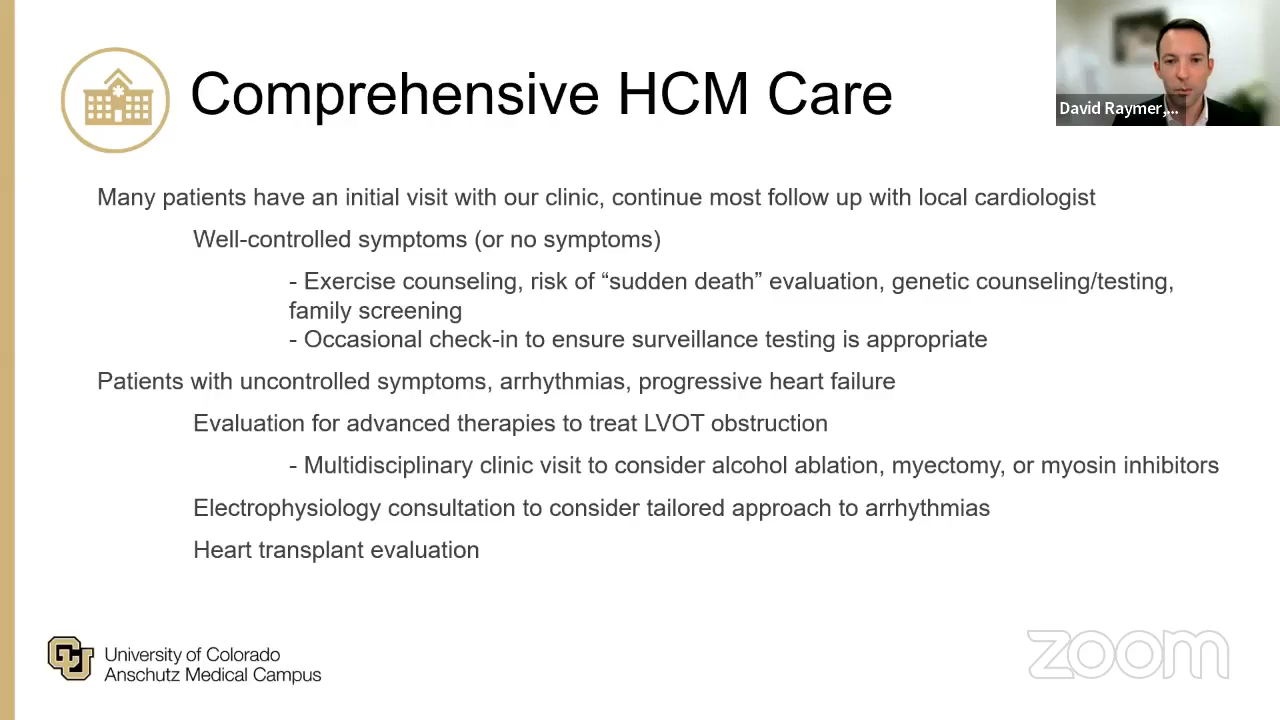 Comprehensive HCM Care
David Raymer,...
Many patients have an initial visit with our clinic, continue most follow up with local cardiologist
Well-controlled symptoms (or no symptoms)
- Exercise counseling, risk of “sudden death” evaluation, genetic counseling/testing,
family screening
- Occasional check-in to ensure surveillance testing is appropriate
Patients with uncontrolled symptoms, arrhythmias, progressive heart failure
Evaluation for advanced therapies to treat LVOT obstruction
- Multidisciplinary clinic visit to consider alcohol ablation, myectomy, or myosin inhibitors
Electrophysiology consultation to consider tailored approach to arrhythmias
Heart transplant evaluation
CU
University of Colorado
Anschutz Medical Campus
zoom